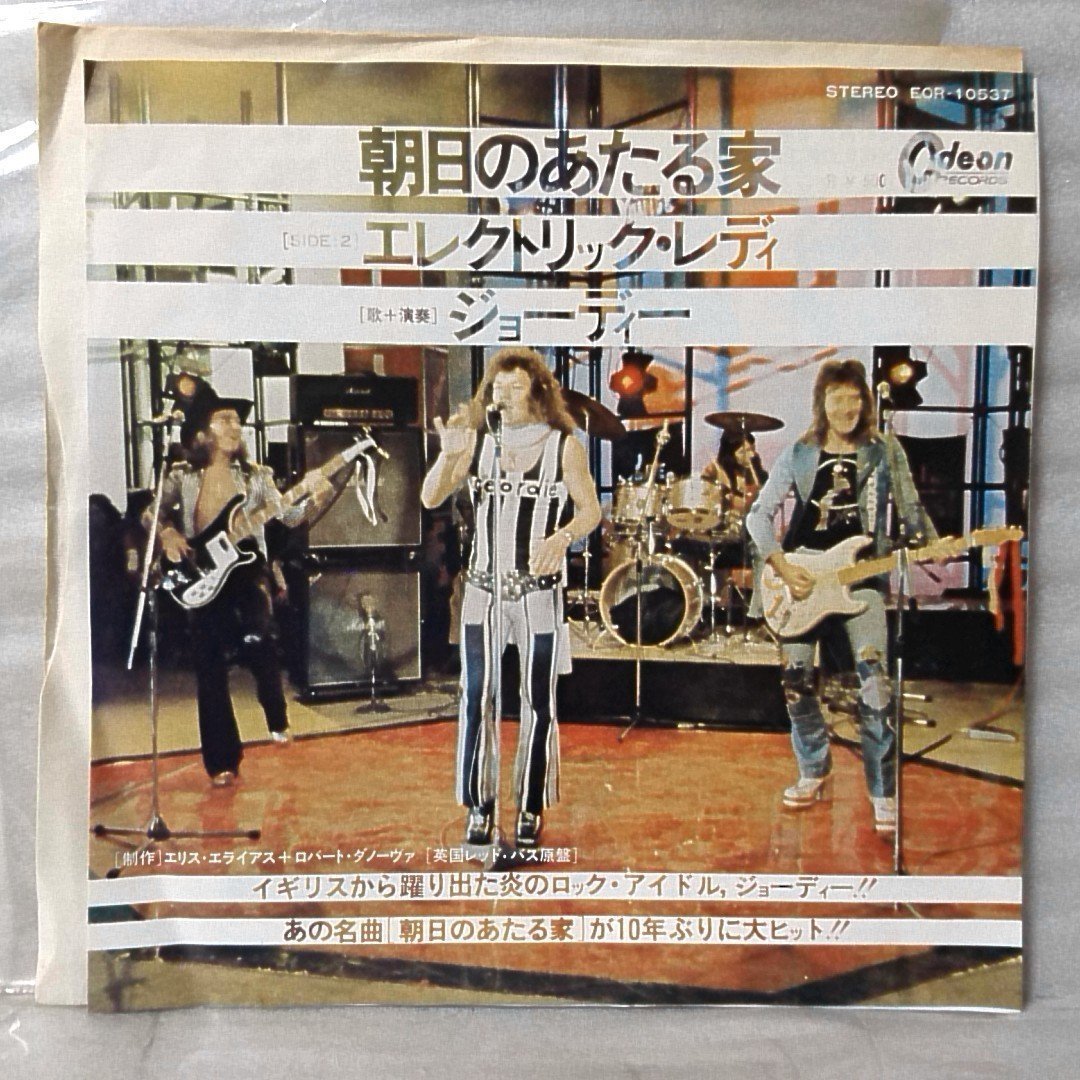 STEREO EOR-10537
朝日のあたる家
Odeon
RECORDS
[SIDE:2] エレクトリック・レディ
[歌+演奏] ジョーディー
[制作] エリス・エライアス+ロバート・ダノーヴァ [英国レッド・バス原盤]
イギリスから躍り出た炎のロック・アイドル,ジョーディー!!
あの名曲[朝日のあたる家]が10年ぶりに大ヒット!!